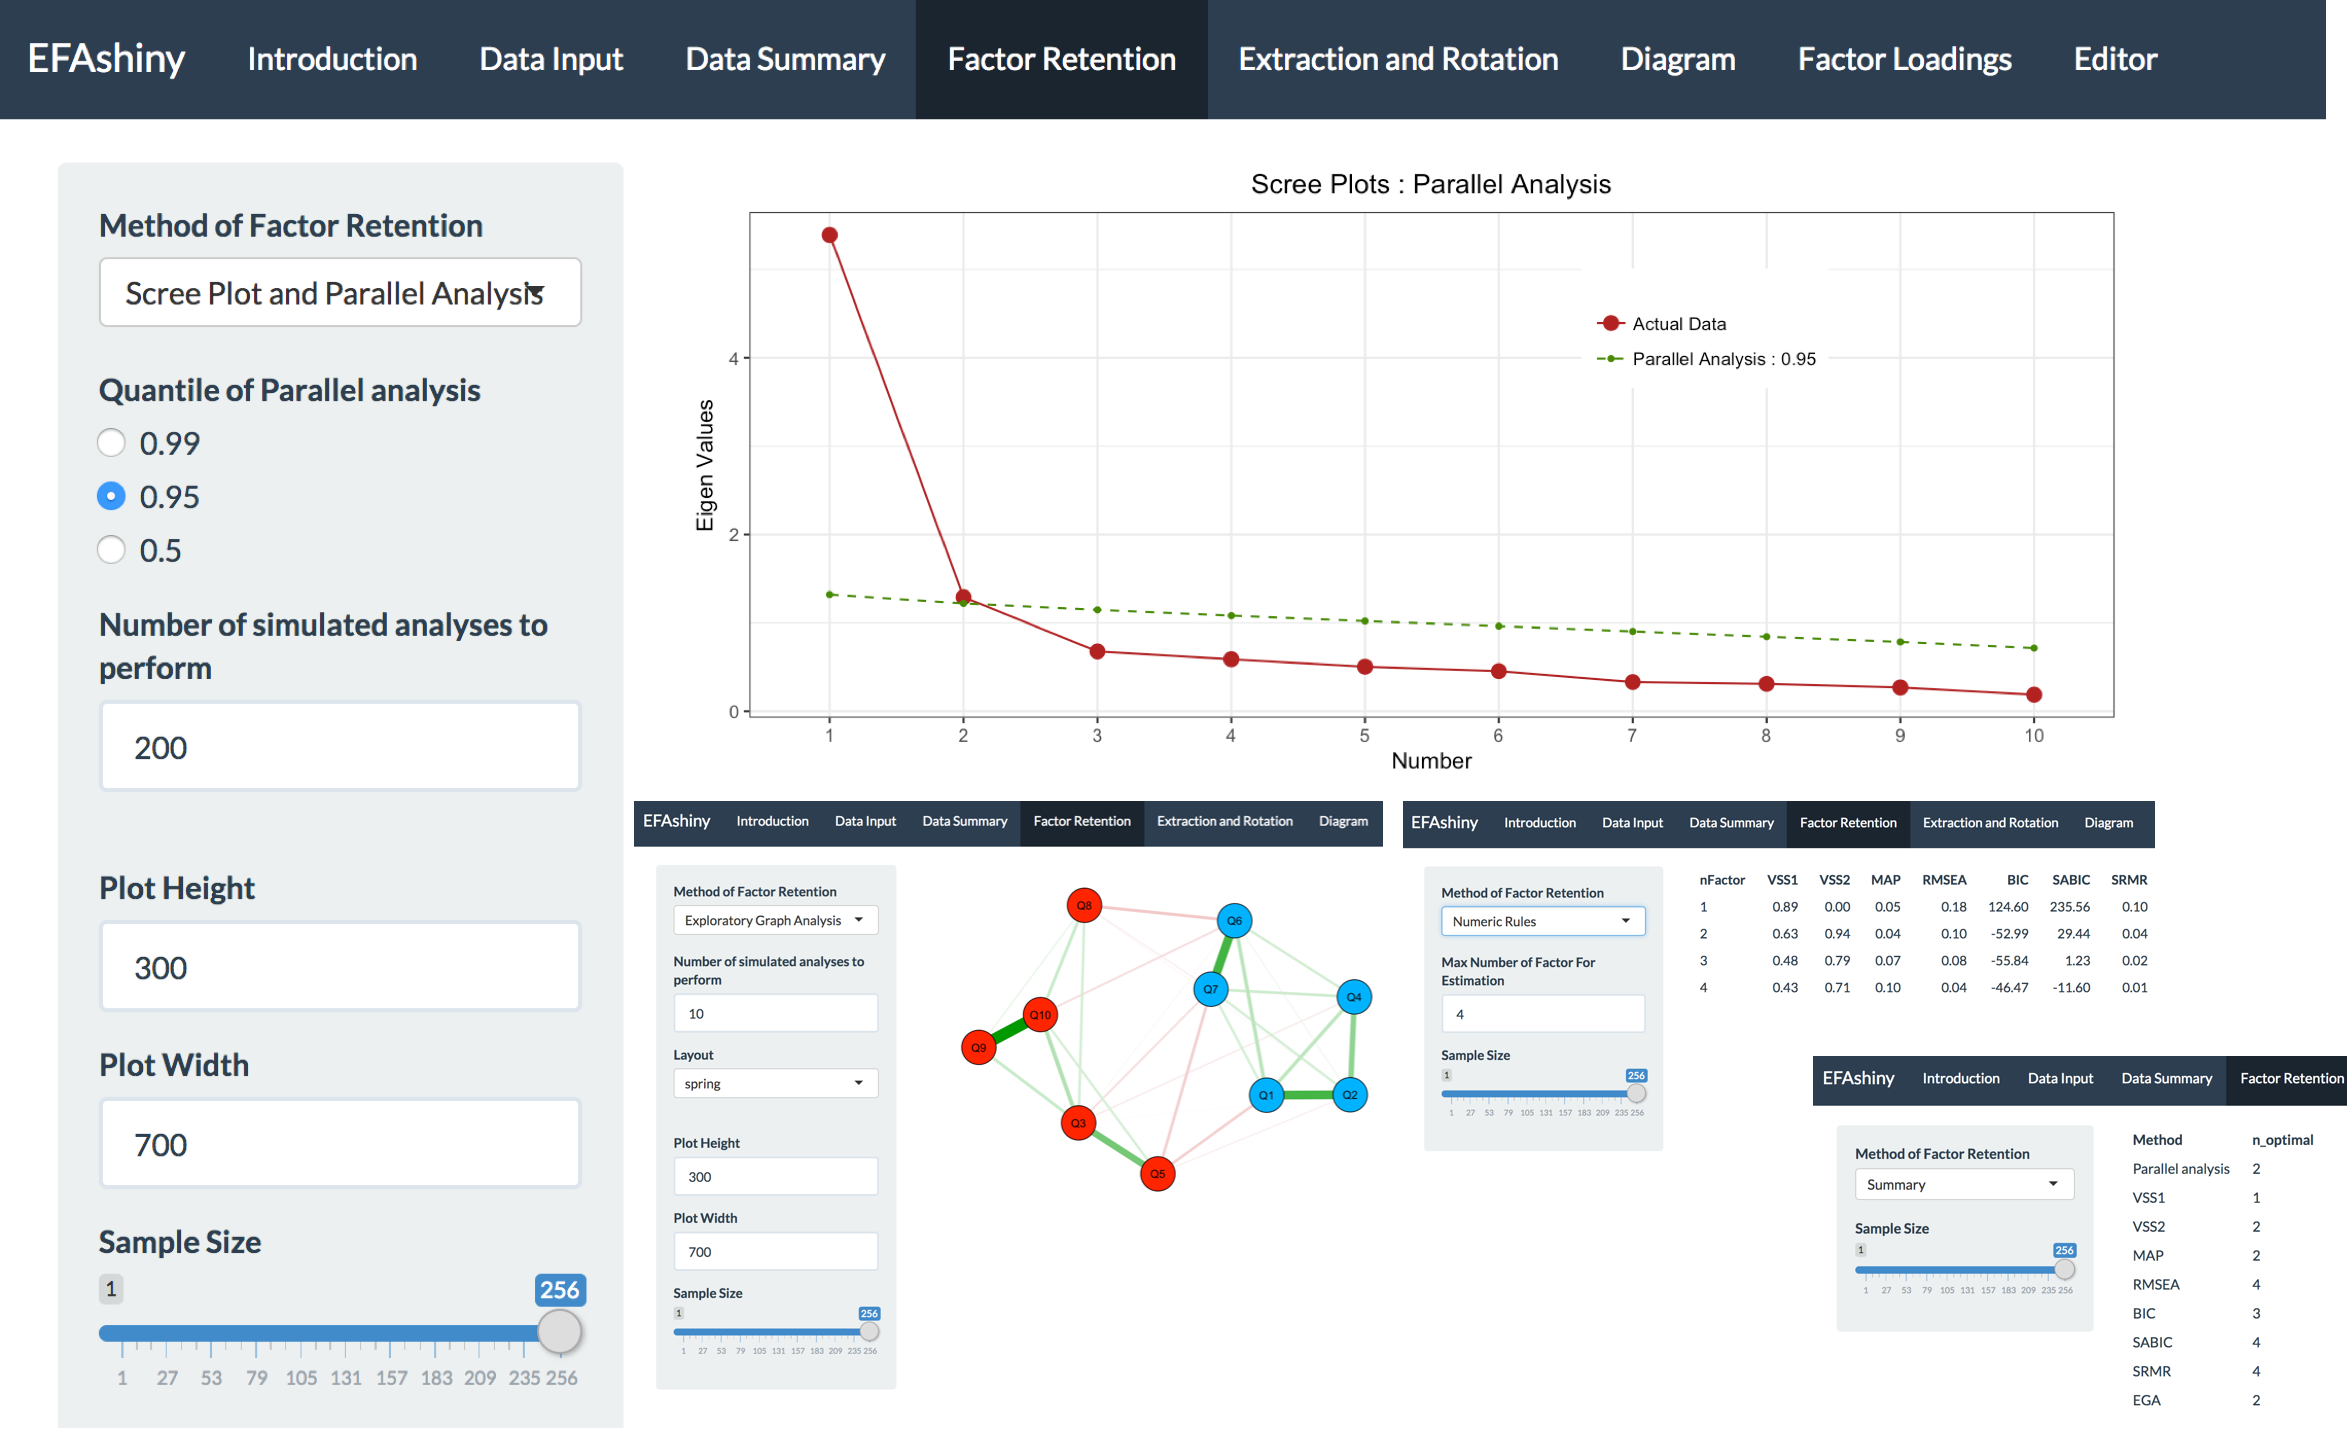 EFAshiny Introduction Data Input Data Summary Factor Retention Extraction and Rotation Diagram Factor Loadings Editor
Method of Factor Retention
Scree Plot and Parallel Analysis
Quantile of Parallel analysis
0.99
0.95
0.5
Number of simulated analyses to
perform
200
Plot Height
300
Plot Width
700
Sample Size
1 256
1 27 53 79 105 131 157 183 209 235 256
Scree Plots : Parallel Analysis
Actual Data
Parallel Analysis : 0.95
Eigen Values
4
2
0
1 2 3 4 5 6 7 8 9 10
Number
EFAshiny Introduction Data Input Data Summary Factor Retention Extraction and Rotation Diagram
Method of Factor Retention
Exploratory Graph Analysis
Number of simulated analyses to
perform
10
Layout
spring
Plot Height
300
Plot Width
700
Sample Size
1 256
1 27 53 79 105 131 157 183 209 235 256
Q8
Q6
Q7
Q4
Q10
Q9
Q1
Q2
Q3
Q5
EFAshiny Introduction Data Input Data Summary Factor Retention Extraction and Rotation Diagram
Method of Factor Retention
Numeric Rules
Max Number of Factor For
Estimation
4
Sample Size
1 256
1 27 53 79 105 131 157 183 209 235 256
nFactor VSS1 VSS2 MAP RMSEA BIC SABIC SRMR
1 0.89 0.00 0.05 0.18 124.60 235.56 0.10
2 0.63 0.94 0.04 0.10 -52.99 29.44 0.04
3 0.48 0.79 0.07 0.08 -55.84 1.23 0.02
4 0.43 0.71 0.10 0.04 -46.47 -11.60 0.01
EFAshiny Introduction Data Input Data Summary Factor Retention
Method of Factor Retention
Summary
Sample Size
1 256
1 27 53 79 105 131 157 183 209 235 256
Method n_optimal
Parallel analysis 2
VSS1 1
VSS2 2
MAP 2
RMSEA 4
BIC 3
SABIC 4
SRMR 4
EGA 2